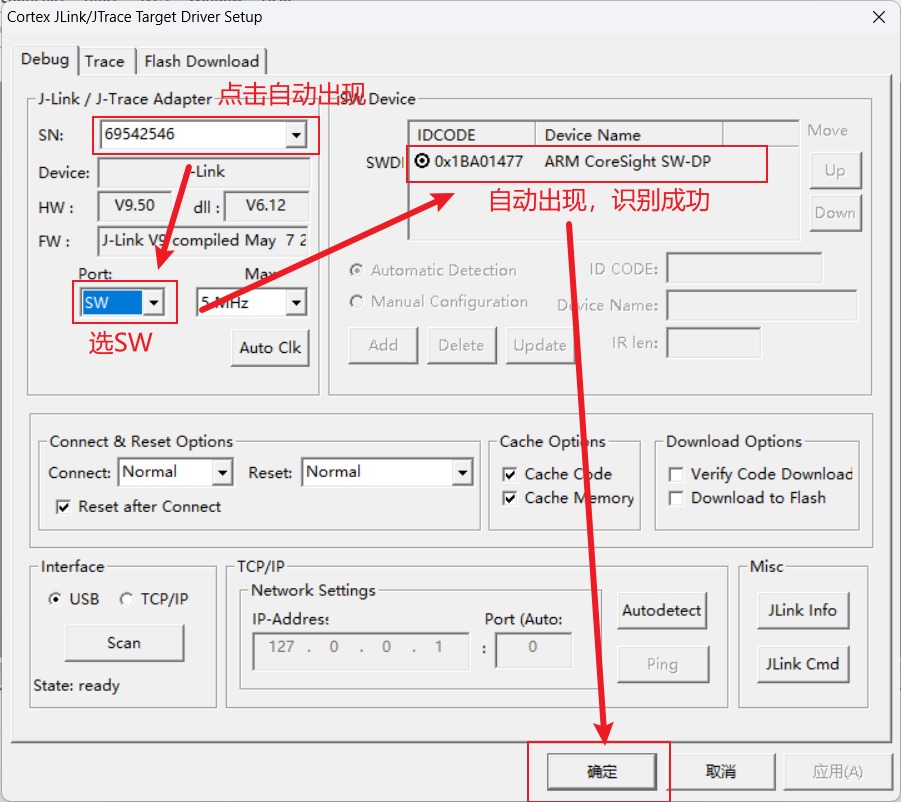 Cortex JLink/JTrace Target Driver Setup
Debug Trace Flash Download
J-Link / J-Trace Adapter
点击自动出现
SN: 69542546
Device: -Link
HW : V9.50 dll : V6.12
FW : J-Link V9 compiled May 7 2
Port: Max
SW 5 MHz
选SW
Auto Clk
SW Device
IDCODE Device Name
SWDI 0x1BA01477 ARM CoreSight SW-DP
自动出现，识别成功
Move
Up
Down
Automatic Detection ID CODE:
Manual Configuration Device Name:
Add Delete Update IR len:
Connect & Reset Options
Connect: Normal Reset: Normal
Reset after Connect
Cache Options
Cache Code
Cache Memory
Download Options
Verify Code Download
Download to Flash
Interface
USB TCP/IP
Scan
State: ready
TCP/IP
Network Settings
IP-Address Port (Auto:
127 . 0 . 0 . 1 : 0
Autodetect
Ping
Misc
JLink Info
JLink Cmd
确定 取消 应用(A)